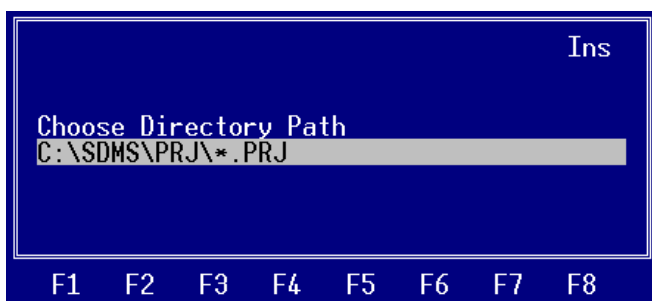 Ins
Choose Directory Path
C:\SDMS\PRJ\*.PRJ
F1 F2 F3 F4 F5 F6 F7 F8